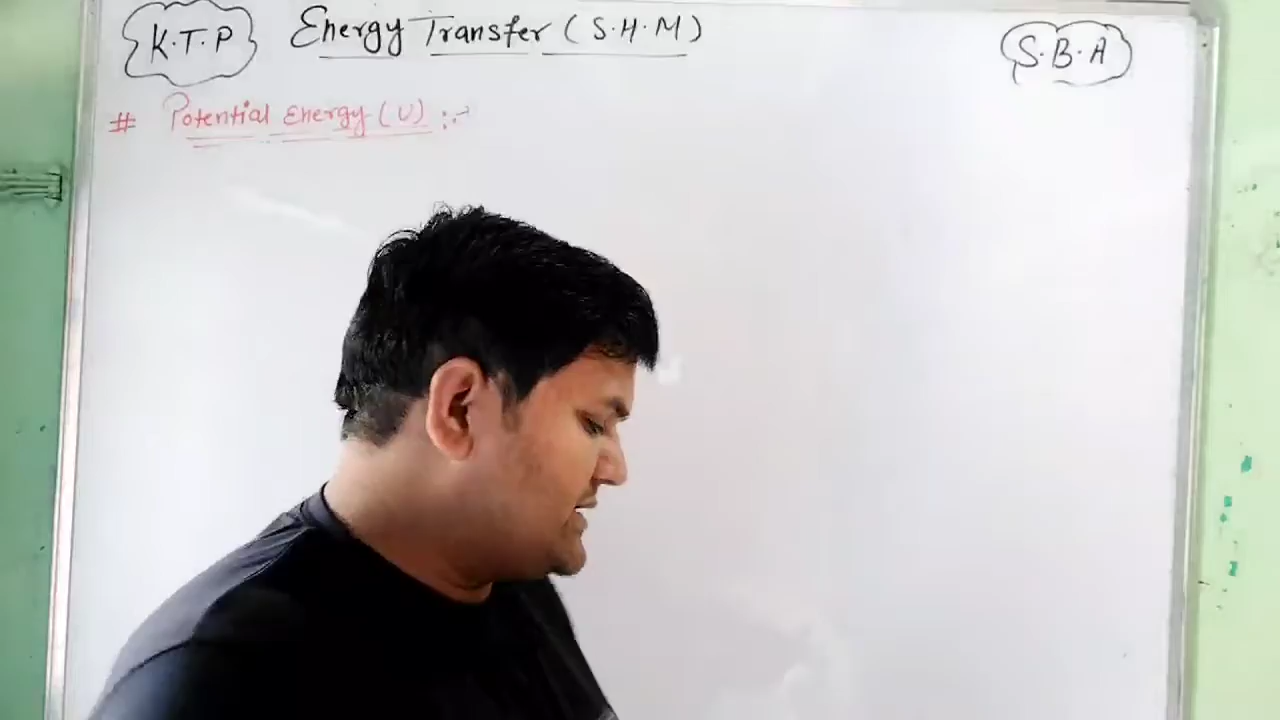 K.T.P Energy Transfer (S.H.M) S.B.A
# Potential Energy (U) :-